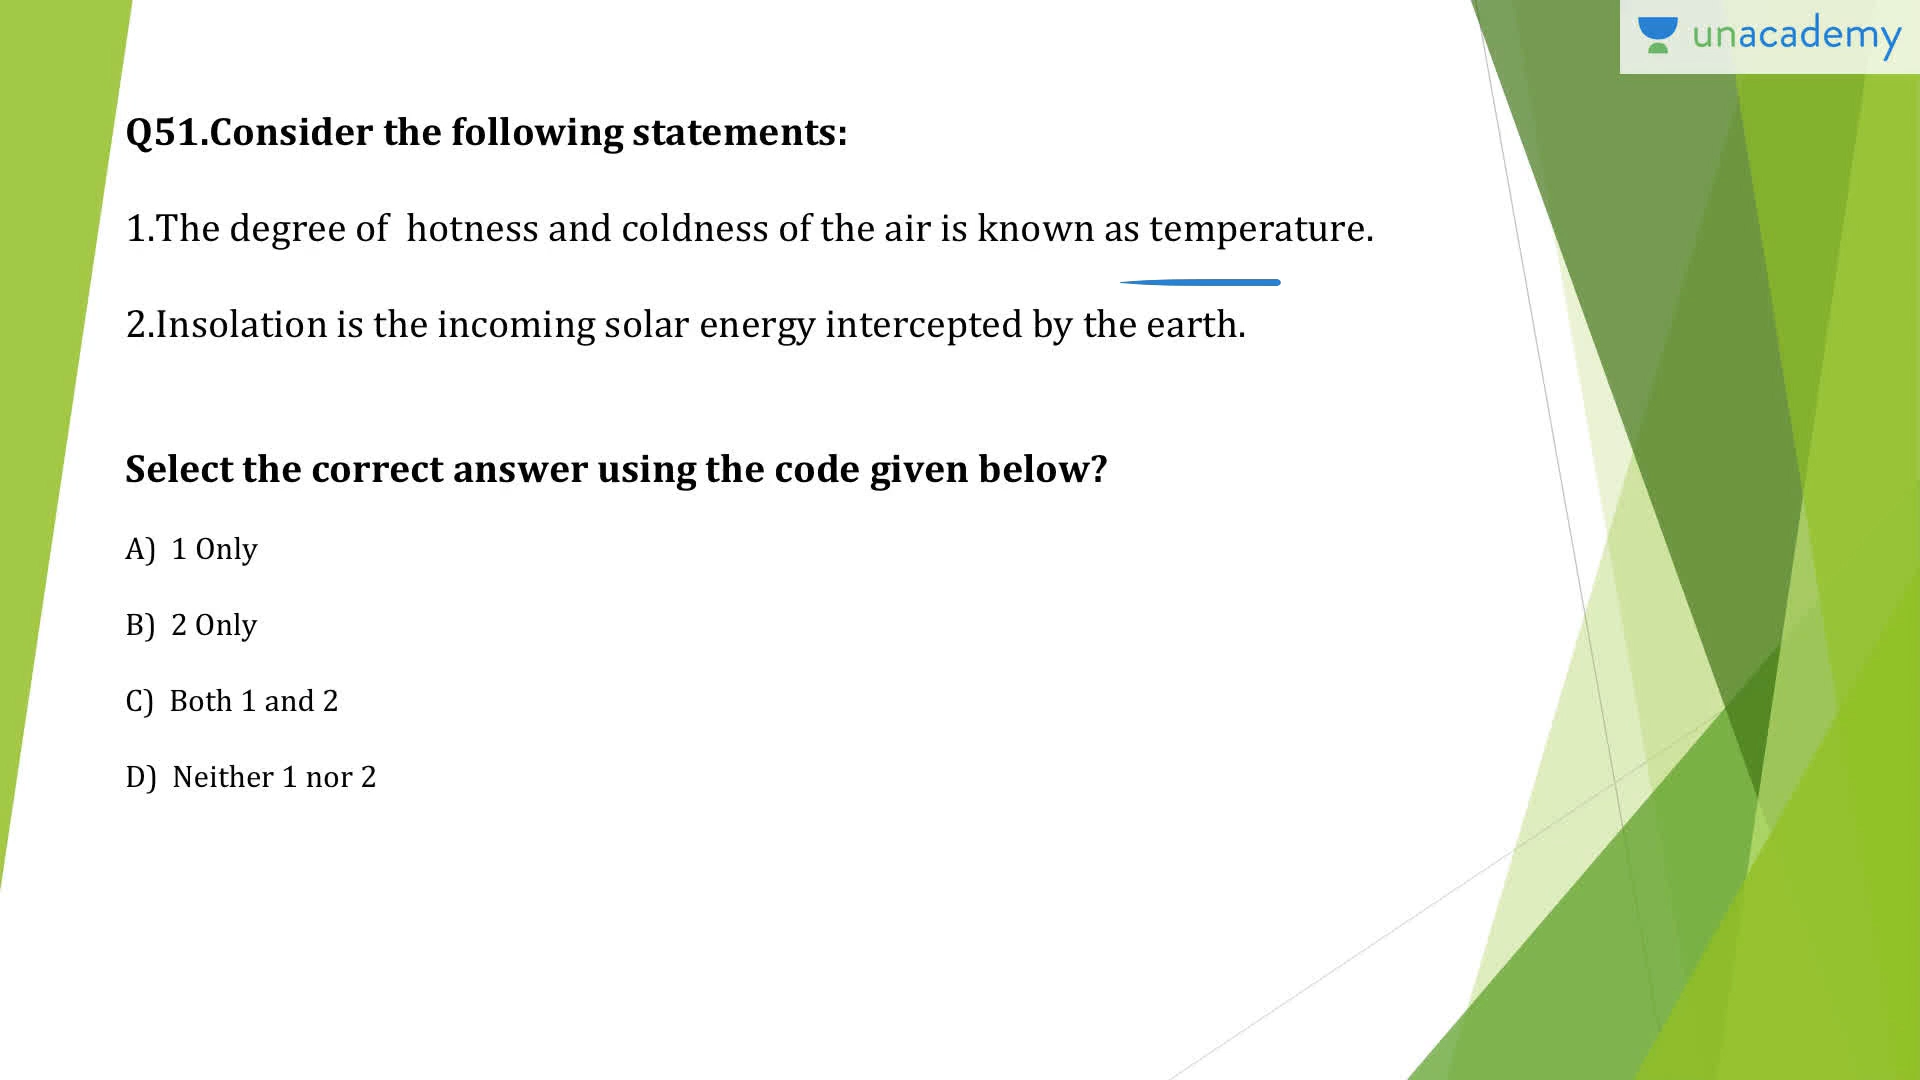 unacademy
Q51.Consider the following statements:
1.The degree of  hotness and coldness of the air is known as temperature.
2.Insolation is the incoming solar energy intercepted by the earth.
Select the correct answer using the code given below?
A)  1 Only
B)  2 Only
C)  Both 1 and 2
D)  Neither 1 nor 2